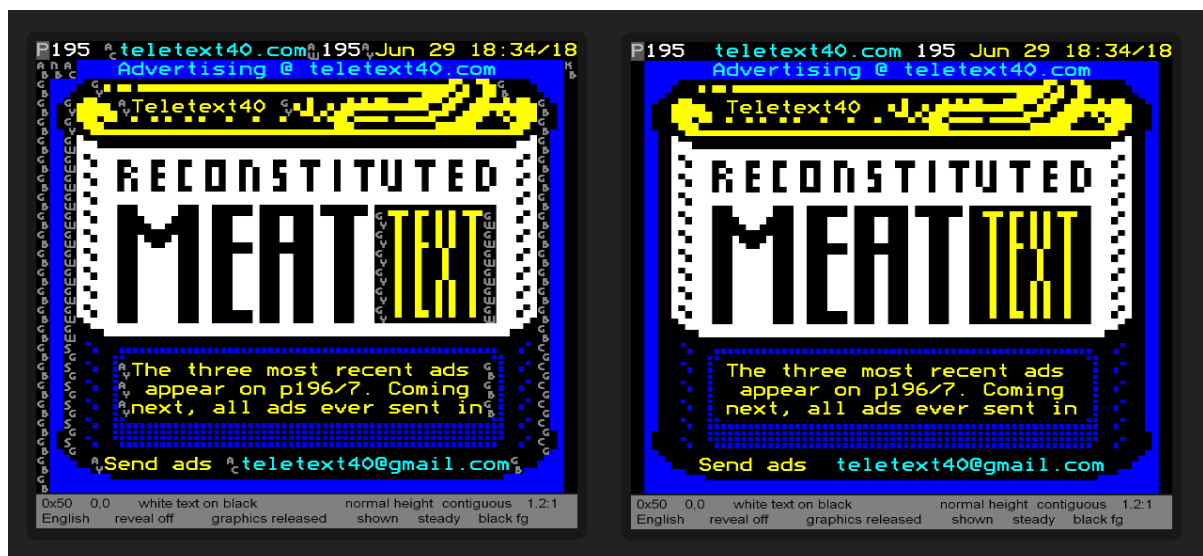 P195 teletext40.com 195 Jun 29 18:34/18
Advertising @ teletext40.com
Teletext40
RECONSTITUTED
MEAT TEXT
The three most recent ads
appear on p196/7. Coming
next, all ads ever sent in
Send ads teletext40@gmail.com
0x50 0,0 white text on black normal height contiguous 1.2:1
English reveal off graphics released shown steady black fg
P195 teletext40.com 195 Jun 29 18:34/18
Advertising @ teletext40.com
Teletext40
RECONSTITUTED
MEAT TEXT
The three most recent ads
appear on p196/7. Coming
next, all ads ever sent in
Send ads teletext40@gmail.com
0x50 0,0 white text on black normal height contiguous 1.2:1
English reveal off graphics released shown steady black fg